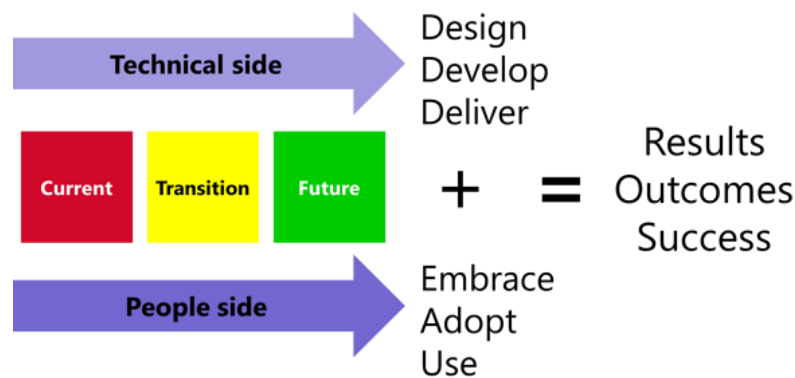 Technical side
Design
Develop
Deliver
Current
Transition
Future
+
=
Results
Outcomes
Success
People side
Embrace
Adopt
Use